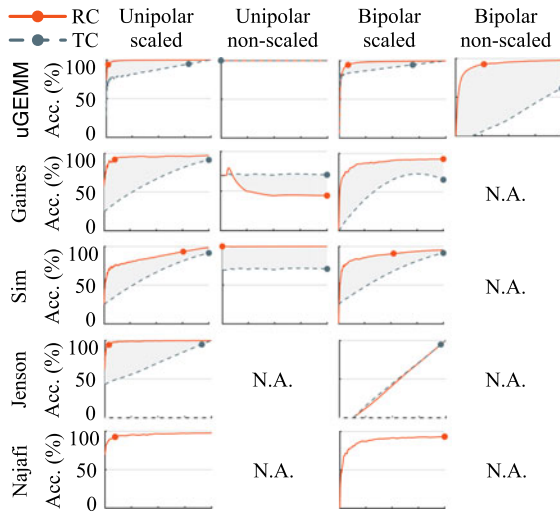 RC
TC
Unipolar scaled
Unipolar non-scaled
Bipolar scaled
Bipolar non-scaled
uGEMM
Acc. (%)
100
50
0
Gaines
Acc. (%)
100
50
0
N.A.
Sim
Acc. (%)
100
50
0
N.A.
Jenson
Acc. (%)
100
50
0
N.A.
N.A.
Najafi
Acc. (%)
100
50
0
N.A.
N.A.